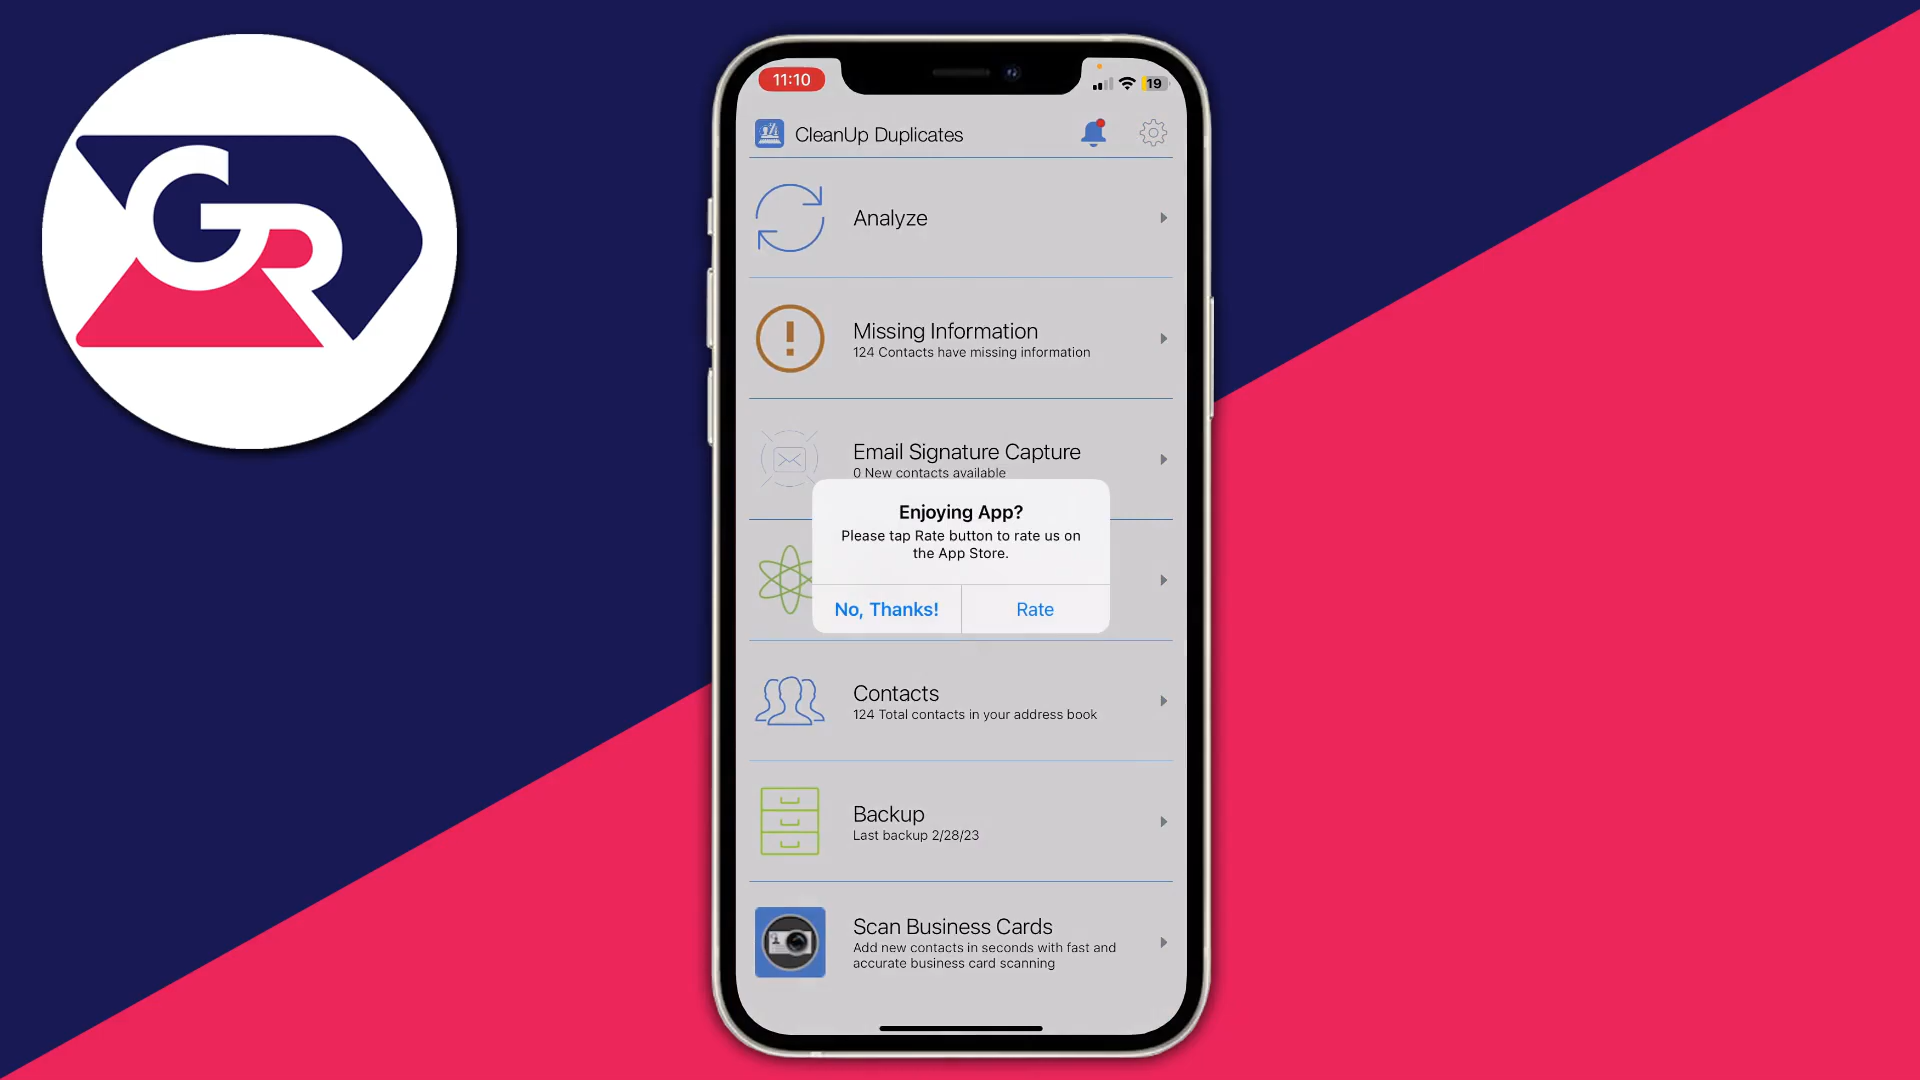 GR
11:10
19
CleanUp Duplicates
Analyze
Missing Information
124 Contacts have missing information
Email Signature Capture
0 New contacts available
Enjoying App?
Please tap Rate button to rate us on
the App Store.
No, Thanks!
Rate
Contacts
124 Total contacts in your address book
Backup
Last backup 2/28/23
Scan Business Cards
Add new contacts in seconds with fast and
accurate business card scanning